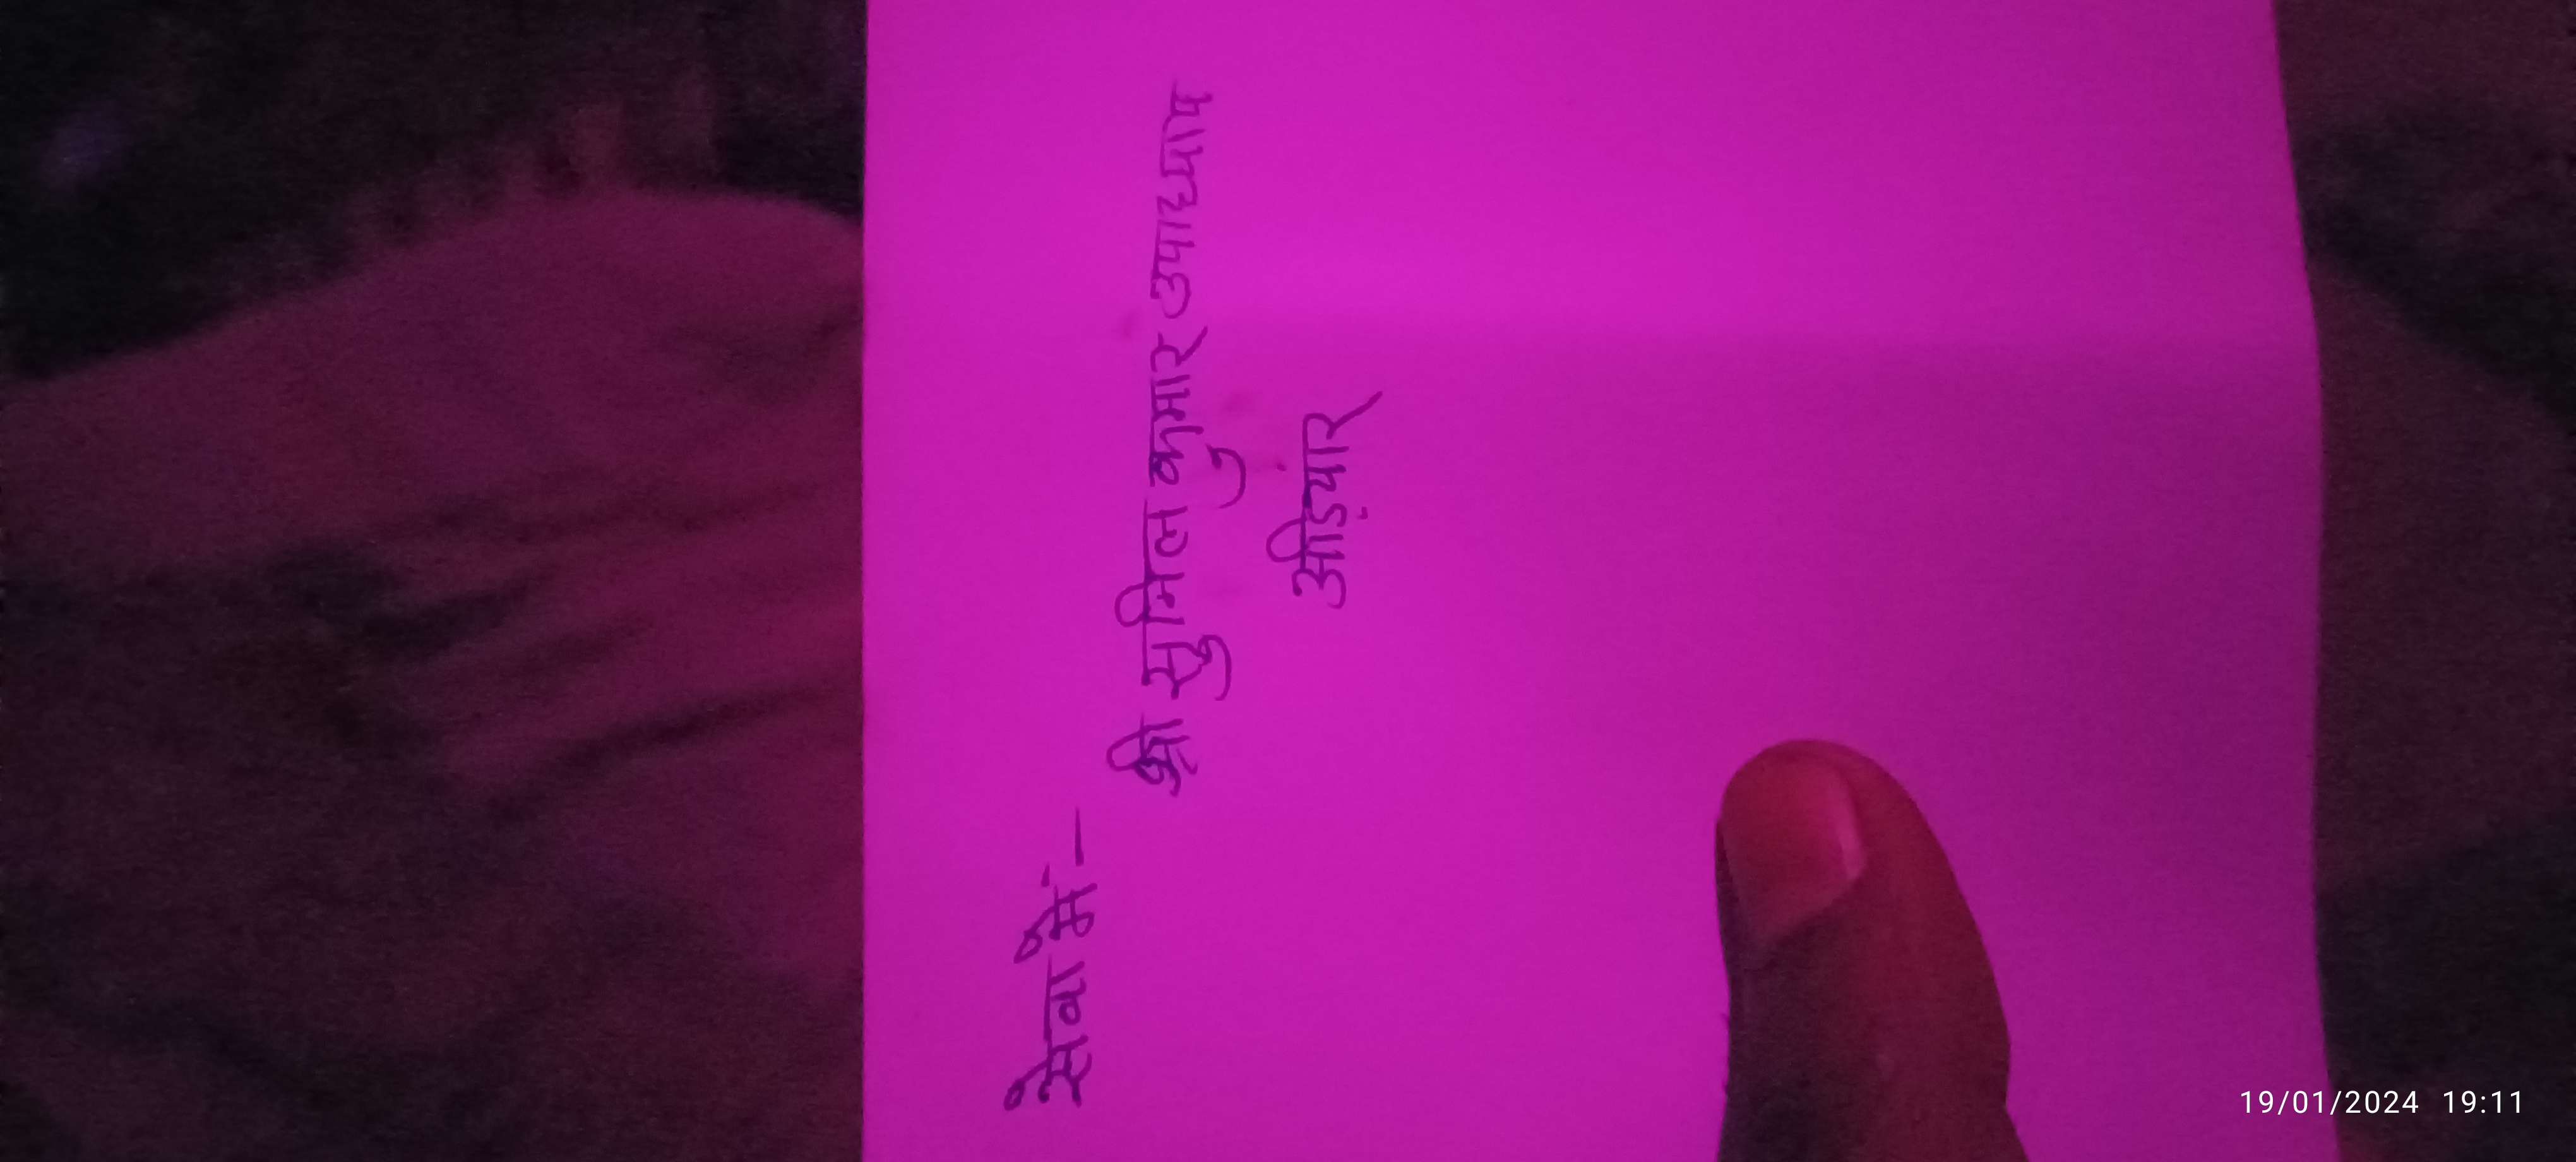 सेवा में -
श्री सुमित कुमार उपाध्याय
औड़ियार
19/01/2024 19:11